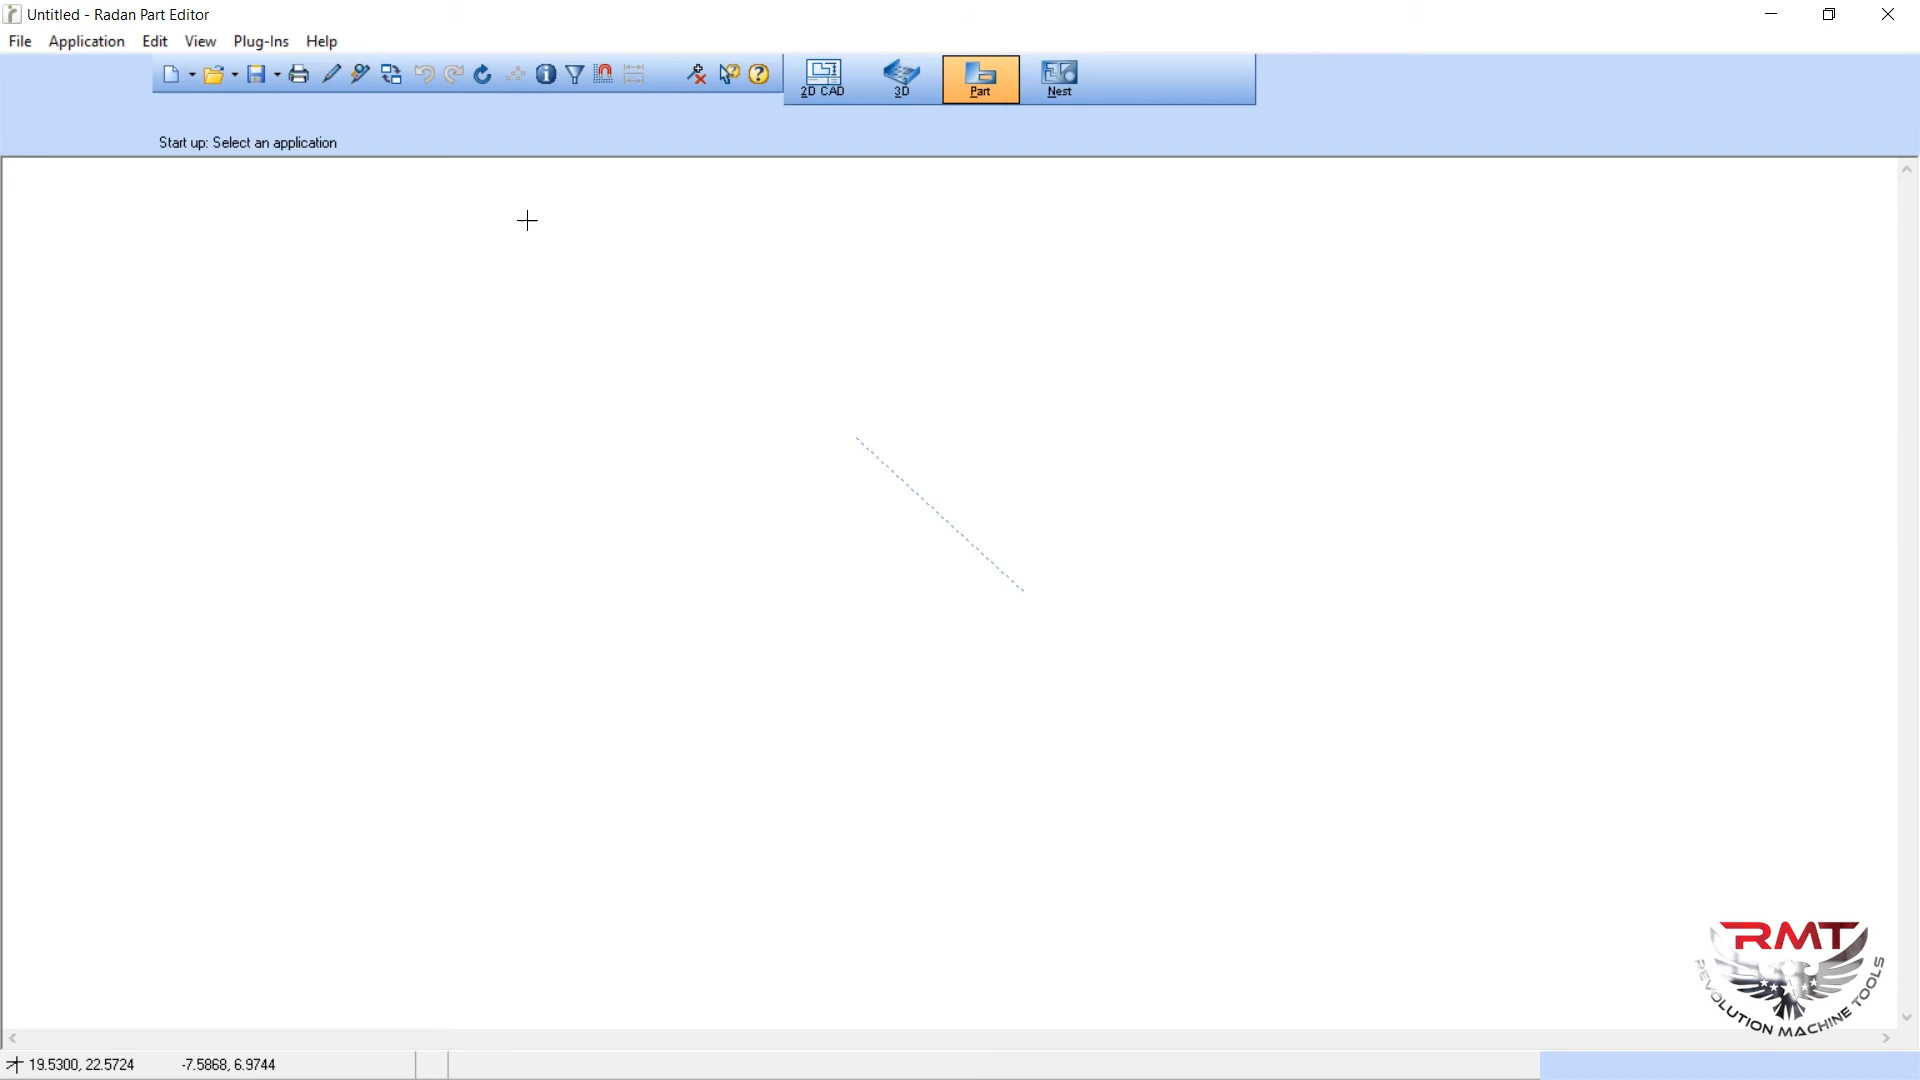 Untitled - Radan Part Editor
File Application Edit View Plug-Ins Help
2D CAD 3D Part Nest
Start up: Select an application
RMT
REVOLUTION MACHINE TOOLS
19.5300, 22.5724 -7.5868, 6.9744